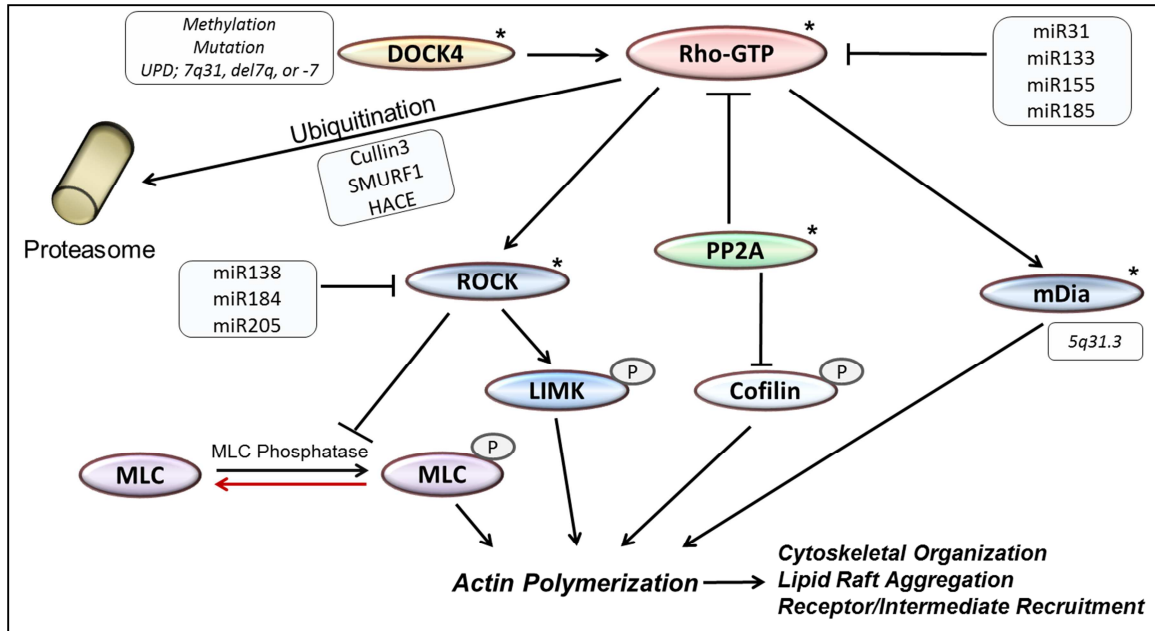 Methylation
Mutation
UPD; 7q31, del7q, or -7
DOCK4
*
Rho-GTP
*
miR31
miR133
miR155
miR185
Ubiquitination
Cullin3
SMURF1
HACE
Proteasome
miR138
miR184
miR205
ROCK
*
PP2A
*
mDia
*
5q31.3
LIMK
P
Cofilin
P
MLC
MLC Phosphatase
MLC
P
Actin Polymerization
Cytoskeletal Organization
Lipid Raft Aggregation
Receptor/Intermediate Recruitment